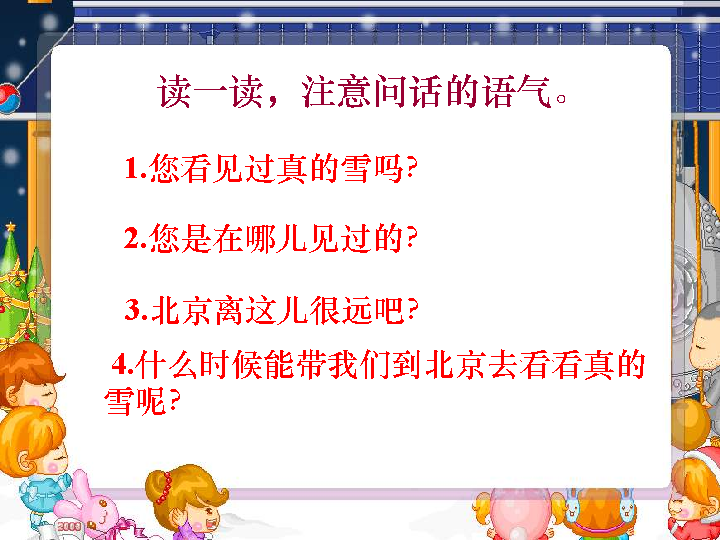 读一读，注意问话的语气。
1.您看见过真的雪吗?
2.您是在哪儿见过的?
3.北京离这儿很远吧?
4.什么时候能带我们到北京去看看真的
雪呢?
2008